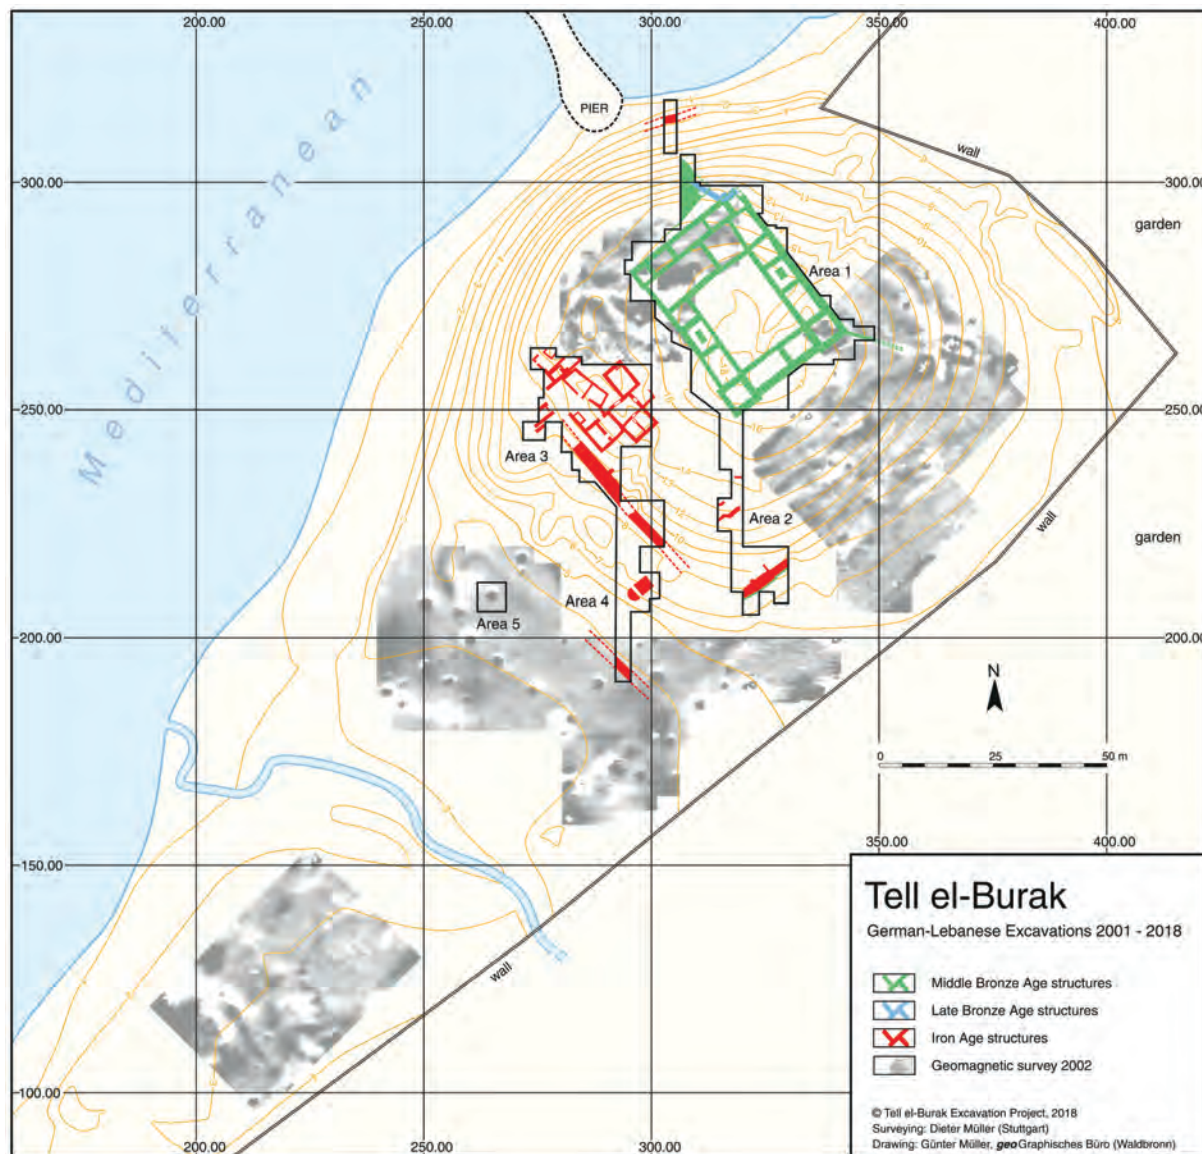 200.00 250.00 300.00 350.00 400.00
PIER
wall
300.00 300.00
garden
Area 1
Mediterranean
250.00 250.00
Area 3
Area 2
wall
garden
Area 4
Area 5
200.00 200.00
N
0 25 50 m
350.00 400.00
150.00
wall
100.00
200.00 250.00 300.00
Tell el-Burak
German-Lebanese Excavations 2001 - 2018
Middle Bronze Age structures
Late Bronze Age structures
Iron Age structures
Geomagnetic survey 2002
© Tell el-Burak Excavation Project, 2018
Surveying: Dieter Müller (Stuttgart)
Drawing: Günter Müller, geoGraphisches Büro (Waldbronn)